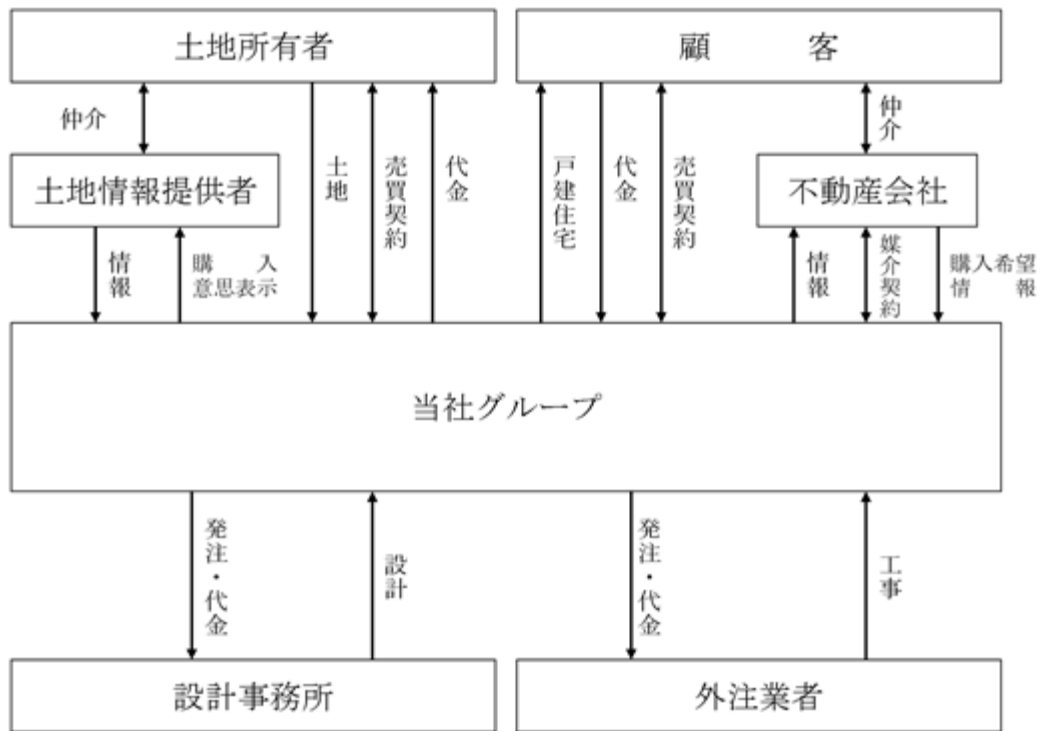 土地所有者
顧 客
仲介
土地
売買契約
代金
戸建住宅
代金
売買契約
仲介
土地情報提供者
不動産会社
情報
購 入
意思表示
情報
媒介契約
購入希望
情 報
当社グループ
発注・代金
設計
発注・代金
工事
設計事務所
外注業者